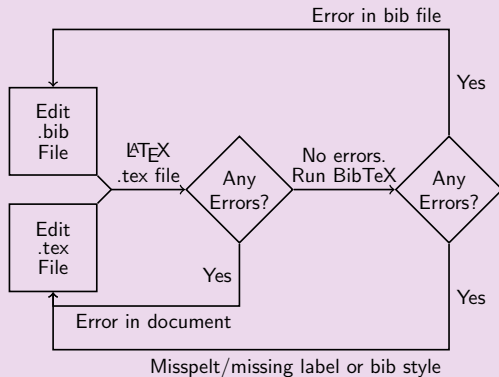 Error in bib file
Yes
Edit
.bib
File
LATEX
.tex file
Any
Errors?
No errors.
Run BibTeX
Any
Errors?
Edit
.tex
File
Yes
Yes
Error in document
Misspelt/missing label or bib style